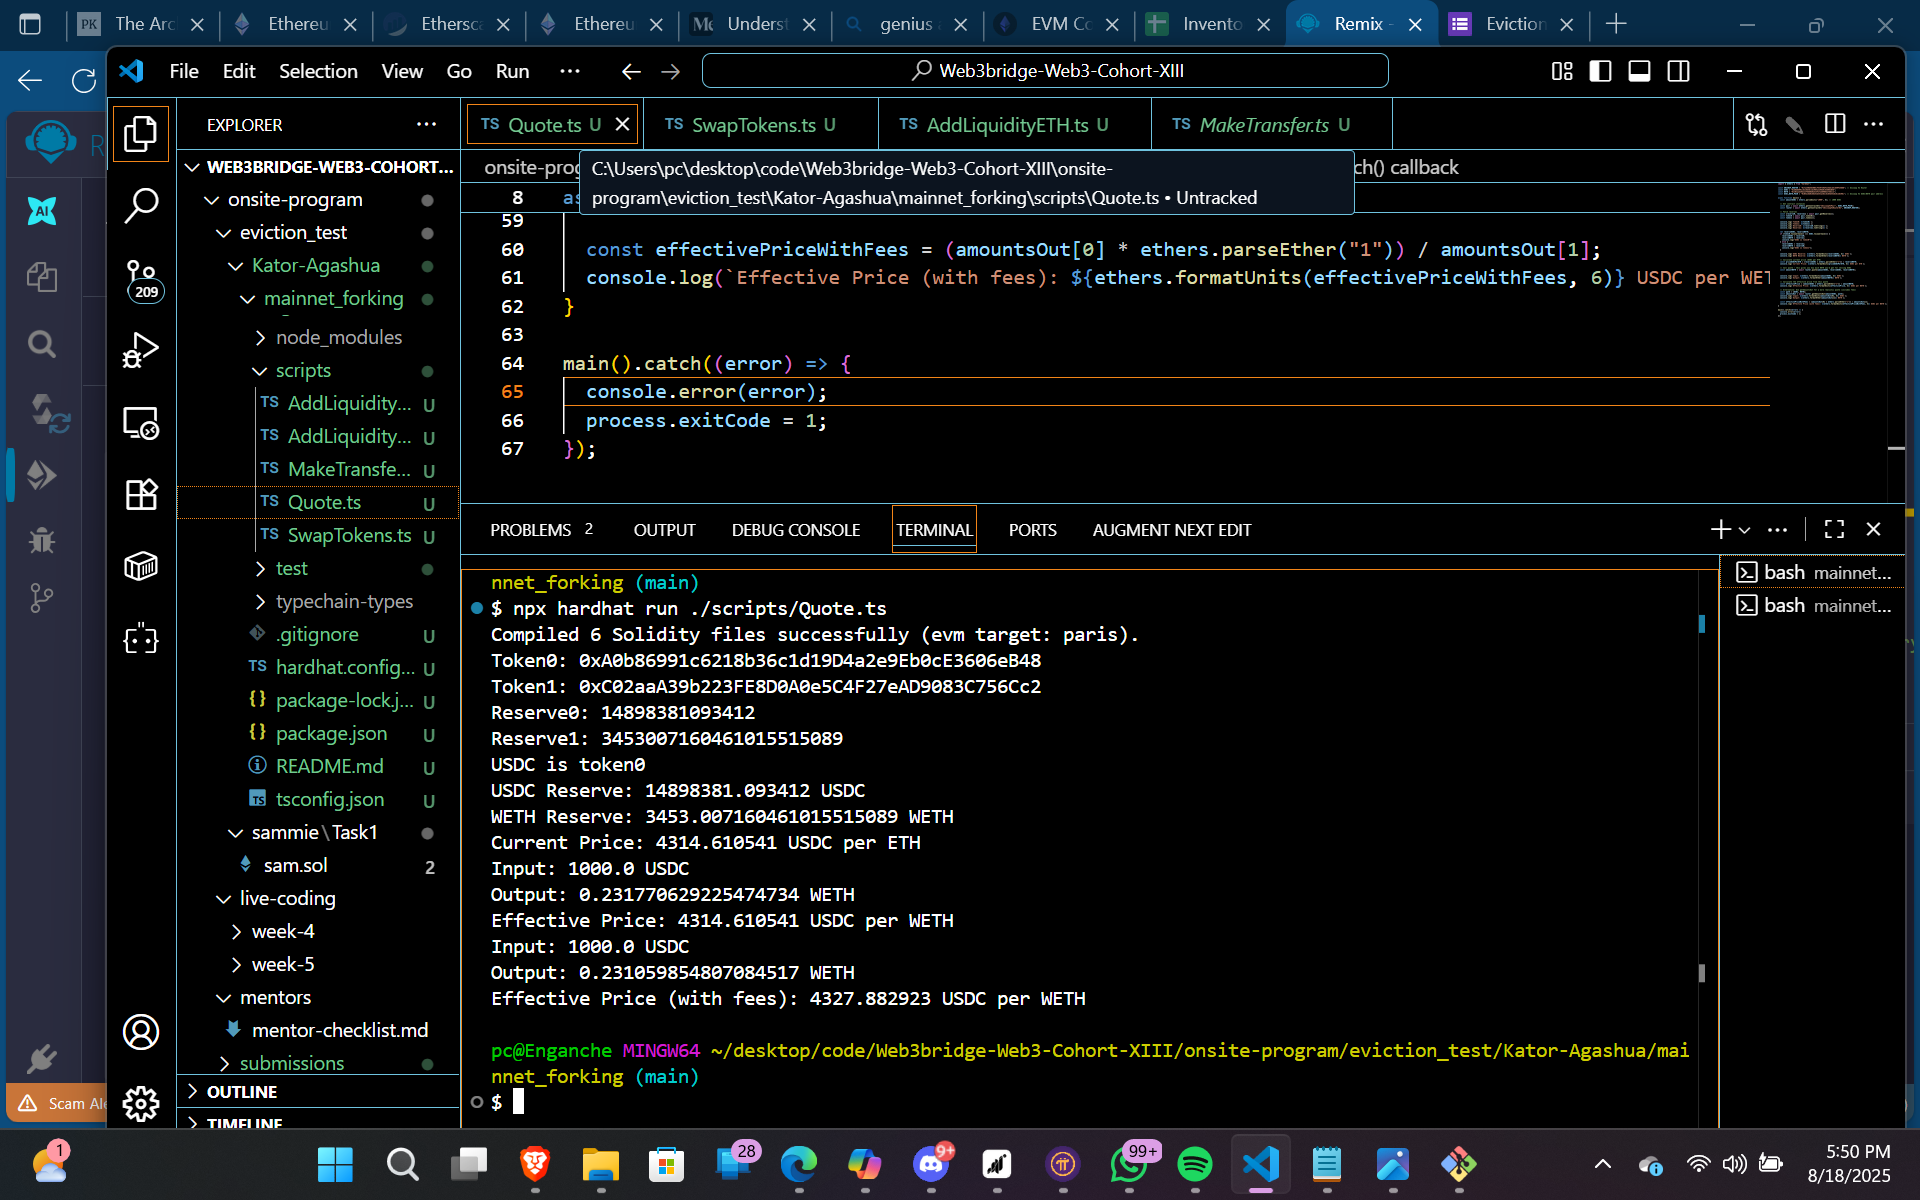 PK The Arc
Ethereu
Ethersca
Ethereu
Underst
genius a
EVM Co
Invento
Remix -
Eviction
File Edit Selection View Go Run ··· Web3bridge-Web3-Cohort-XIII
EXPLORER
WEB3BRIDGE-WEB3-COHORT...
onsite-program
eviction_test
Kator-Agashua
mainnet_forking
node_modules
scripts
TS AddLiquidity... U
TS AddLiquidity... U
TS MakeTransfe... U
TS Quote.ts U
TS SwapTokens.ts U
test
typechain-types
.gitignore U
TS hardhat.config.... U
{} package-lock.j... U
{} package.json U
README.md U
TS tsconfig.json U
sammie\Task1
sam.sol 2
live-coding
week-4
week-5
mentors
mentor-checklist.md
submissions
OUTLINE
TIMELINE
209
AI
Scam Ale
TS Quote.ts U TS SwapTokens.ts U TS AddLiquidityETH.ts U TS MakeTransfer.ts U
onsite-prog
ch() callback
C:\Users\pc\desktop\code\Web3bridge-Web3-Cohort-XIII\onsite-
program\eviction_test\Kator-Agashua\mainnet_forking\scripts\Quote.ts • Untracked
8 as
59
60 const effectivePriceWithFees = (amountsOut[0] * ethers.parseEther("1")) / amountsOut[1];
61 console.log(`Effective Price (with fees): ${ethers.formatUnits(effectivePriceWithFees, 6)} USDC per WET
62 }
63
64 main().catch((error) => {
65 console.error(error);
66 process.exitCode = 1;
67 });
PROBLEMS 2 OUTPUT DEBUG CONSOLE TERMINAL PORTS AUGMENT NEXT EDIT
bash mainnet...
bash mainnet...
nnet_forking (main)
$ npx hardhat run ./scripts/Quote.ts
Compiled 6 Solidity files successfully (evm target: paris).
Token0: 0xA0b86991c6218b36c1d19D4a2e9Eb0cE3606eB48
Token1: 0xC02aaA39b223FE8D0A0e5C4F27eAD9083C756Cc2
Reserve0: 14898381093412
Reserve1: 3453007160461015515089
USDC is token0
USDC Reserve: 14898381.093412 USDC
WETH Reserve: 3453.007160461015515089 WETH
Current Price: 4314.610541 USDC per ETH
Input: 1000.0 USDC
Output: 0.231770629225474734 WETH
Effective Price: 4314.610541 USDC per WETH
Input: 1000.0 USDC
Output: 0.231059854807084517 WETH
Effective Price (with fees): 4327.882923 USDC per WETH
pc@Enganche MINGW64 ~/desktop/code/Web3bridge-Web3-Cohort-XIII/onsite-program/eviction_test/Kator-Agashua/mai
nnet_forking (main)
$
1
28
9+
99+
5:50 PM
8/18/2025